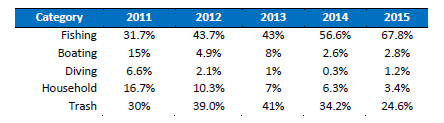 Category 2011 2012 2013 2014 2015
Fishing 31.7% 43.7% 43% 56.6% 67.8%
Boating 15% 4.9% 8% 2.6% 2.8%
Diving 6.6% 2.1% 1% 0.3% 1.2%
Household 16.7% 10.3% 7% 6.3% 3.4%
Trash 30% 39.0% 41% 34.2% 24.6%